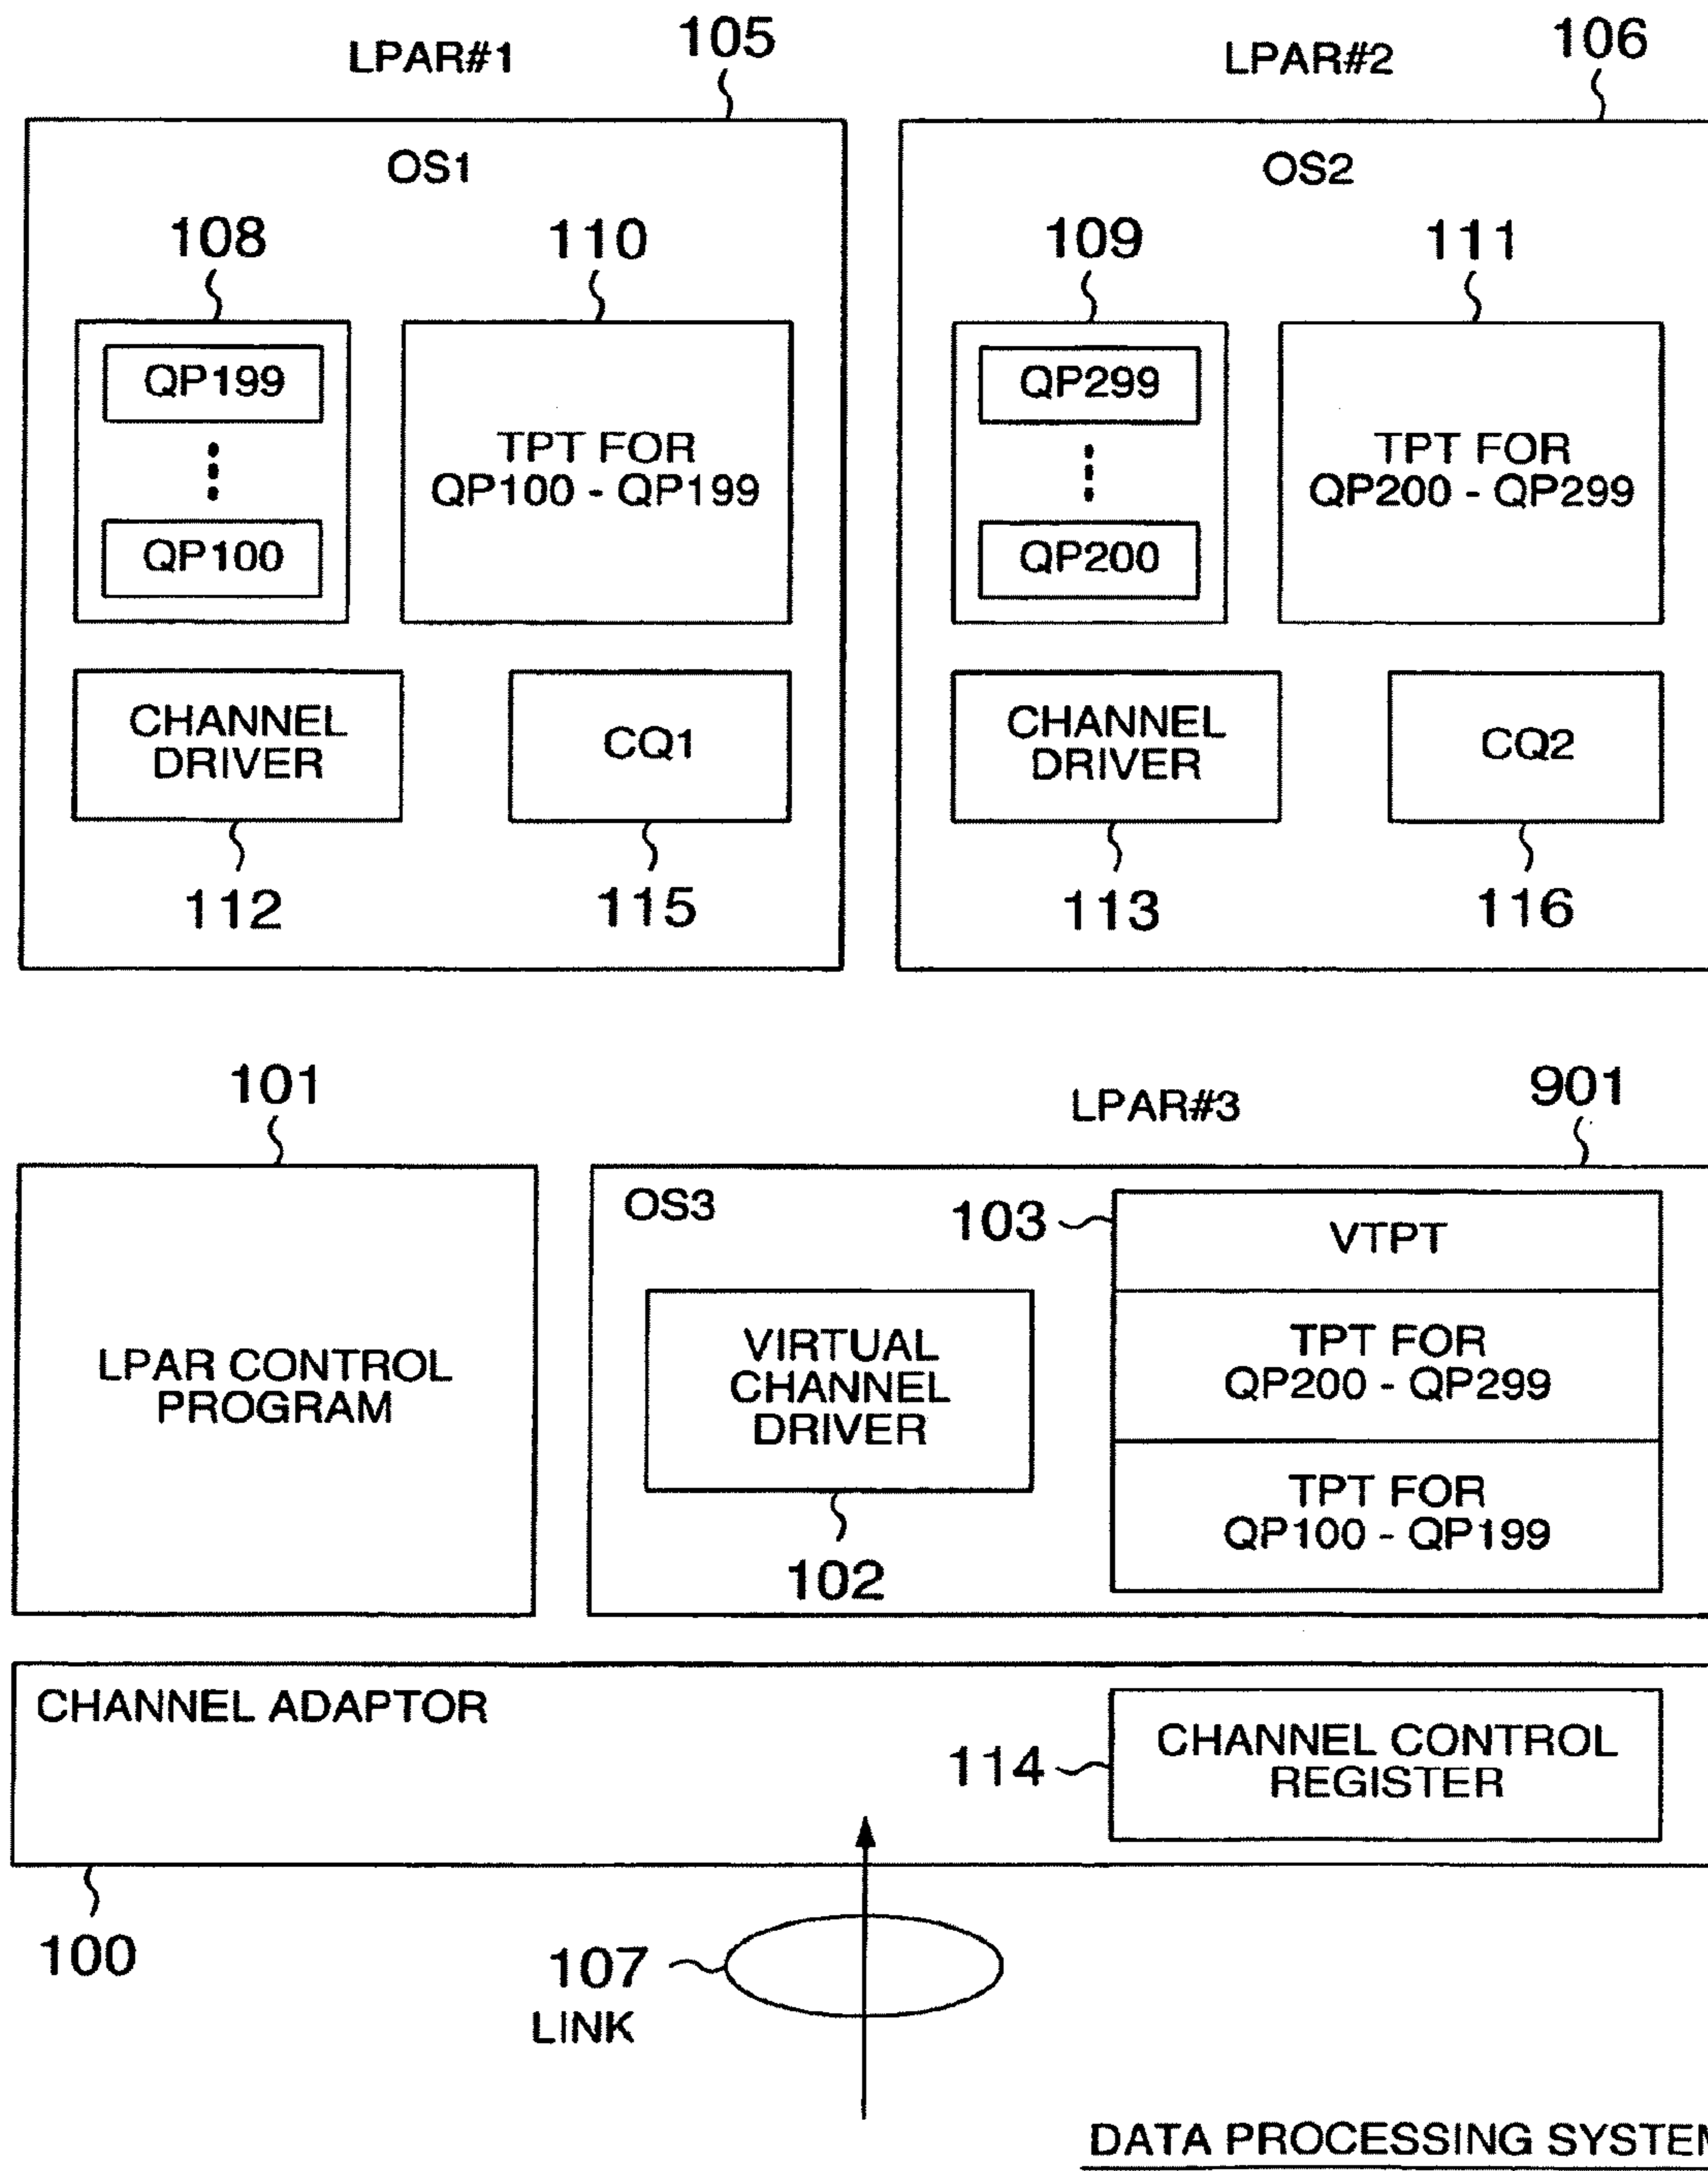 LPAR#1
105
LPAR#2
106
OS1
OS2
108
110
109
111
QP199
QP100
TPT FOR
QP100 - QP199
QP299
QP200
TPT FOR
QP200 - QP299
CHANNEL
DRIVER
CQ1
CHANNEL
DRIVER
CQ2
112
115
113
116
101
LPAR#3
901
LPAR CONTROL
PROGRAM
OS3
103
VTPT
VIRTUAL
CHANNEL
DRIVER
102
TPT FOR
QP200 - QP299
TPT FOR
QP100 - QP199
CHANNEL ADAPTOR
114
CHANNEL CONTROL
REGISTER
100
107
LINK
DATA PROCESSING